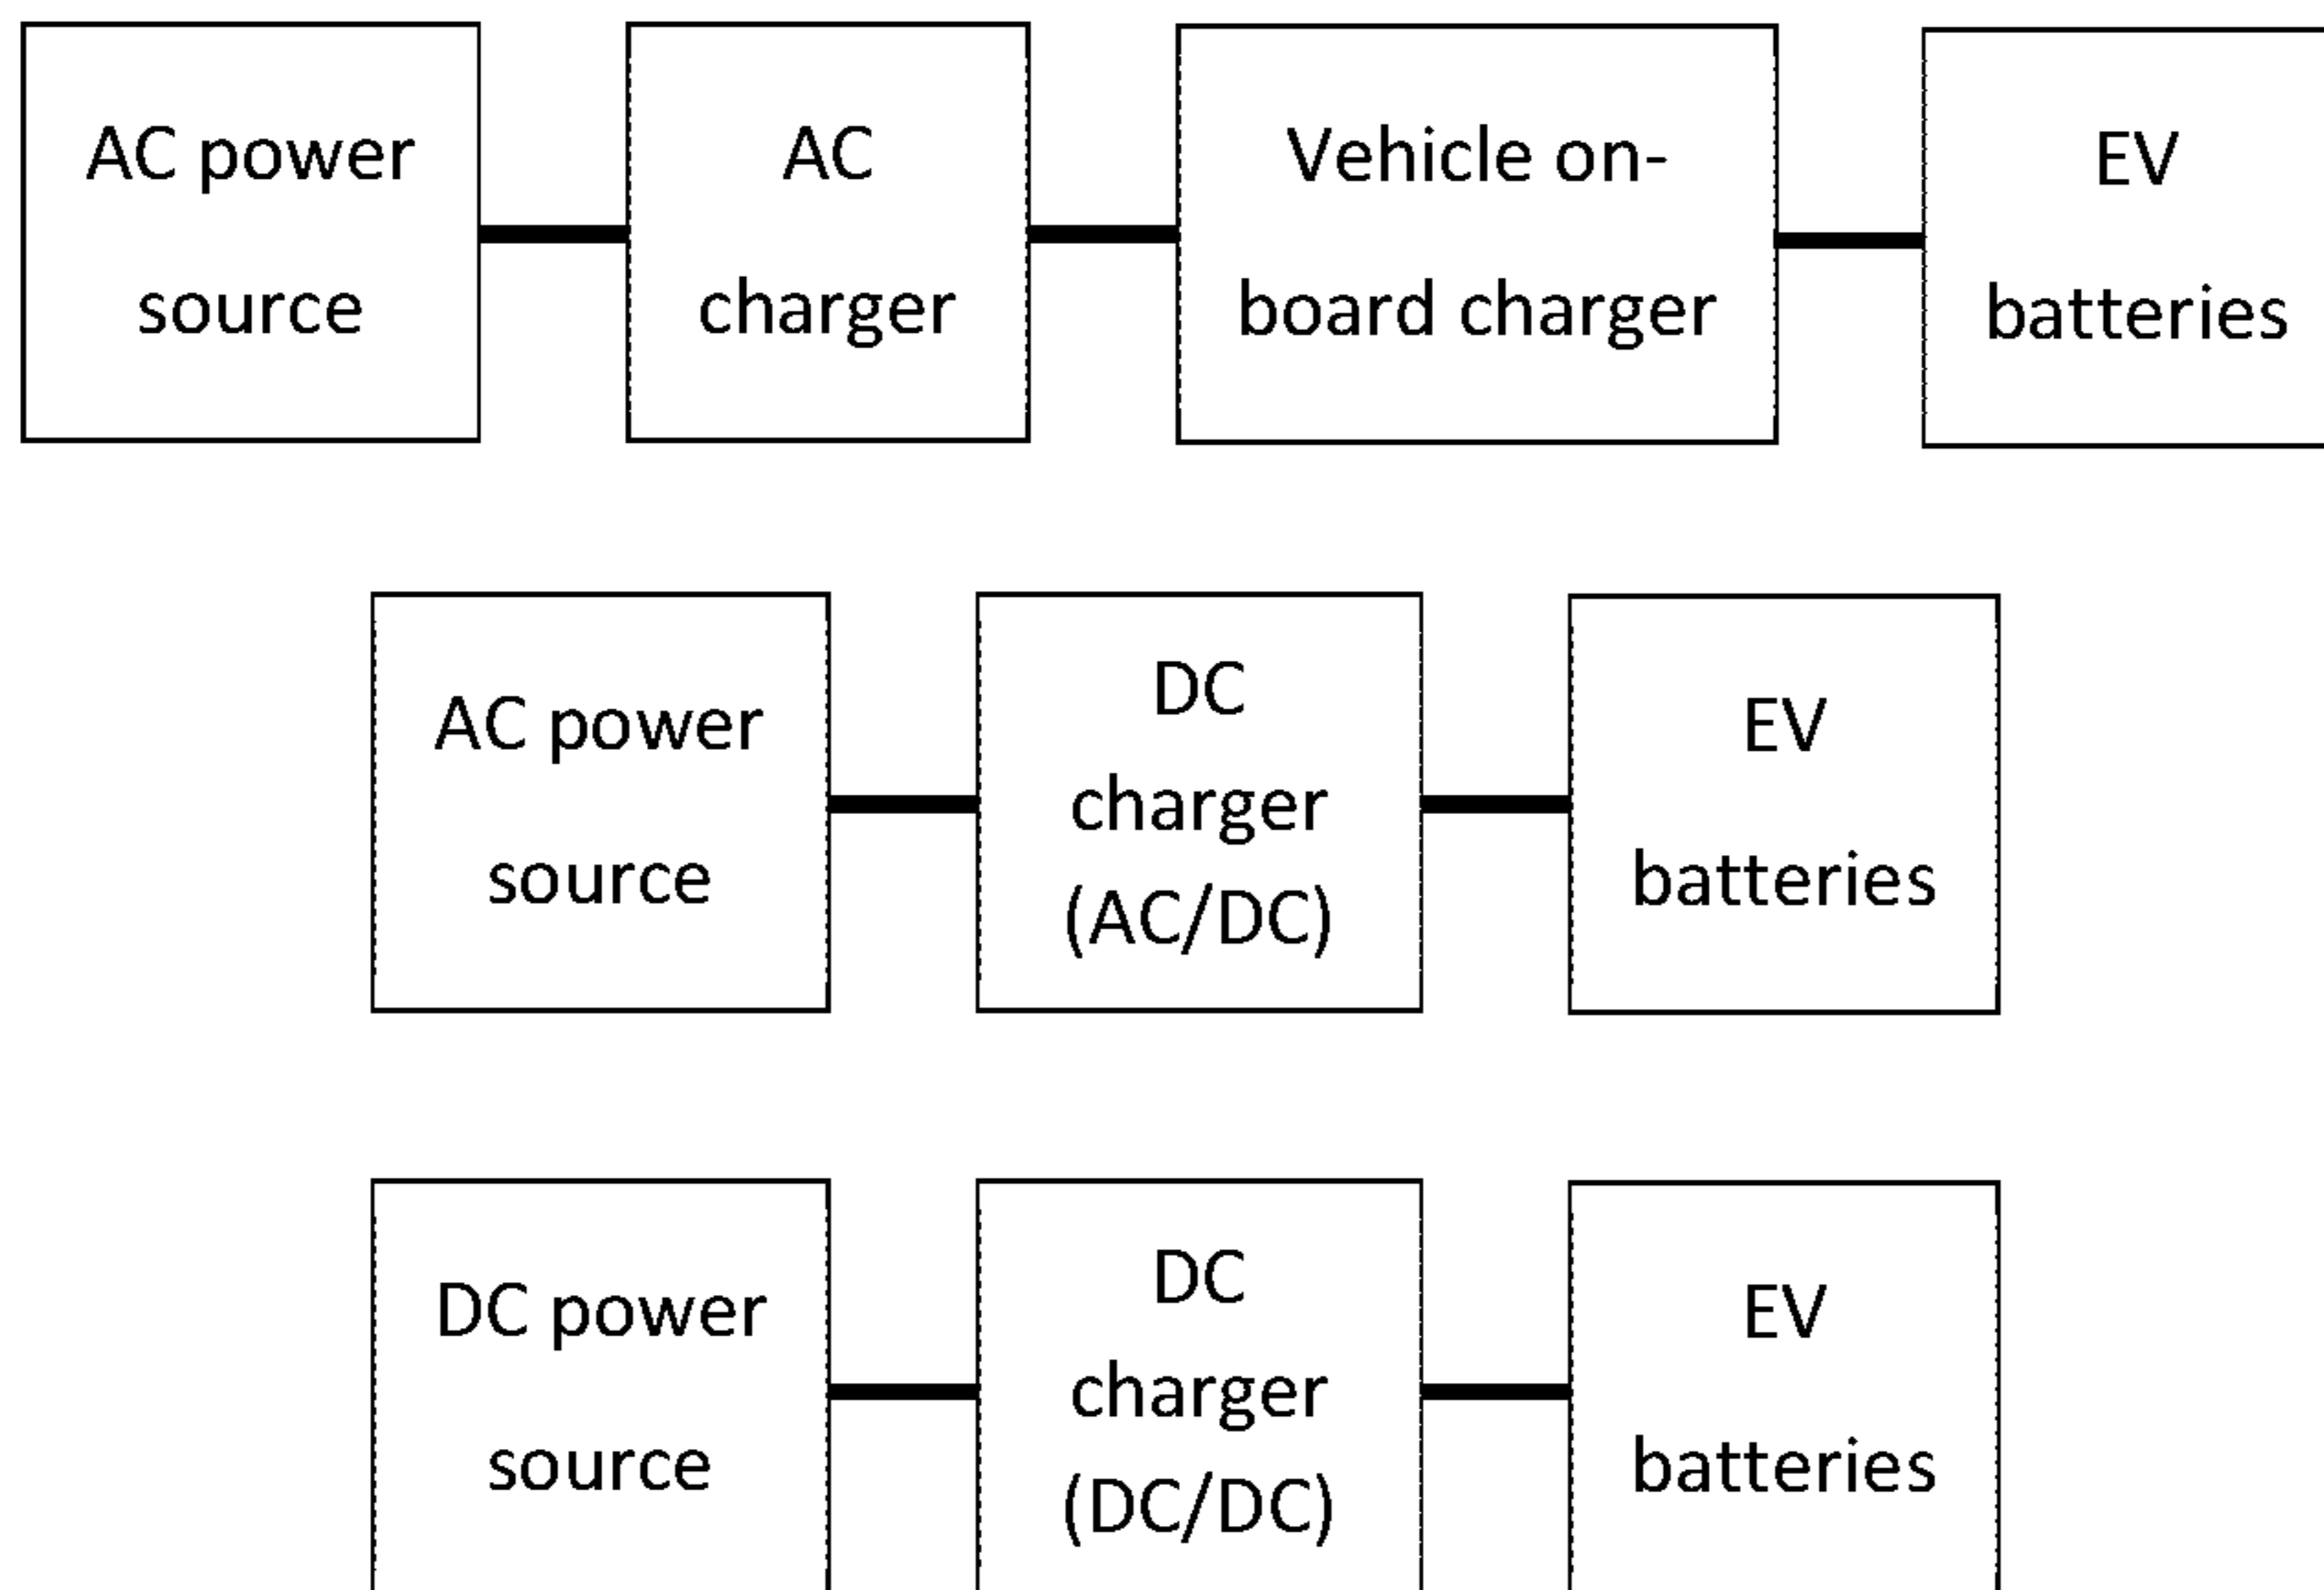 AC power
source
AC
charger
Vehicle on-
board charger
EV
batteries
AC power
source
DC
charger
(AC/DC)
EV
batteries
DC power
source
DC
charger
(DC/DC)
EV
batteries